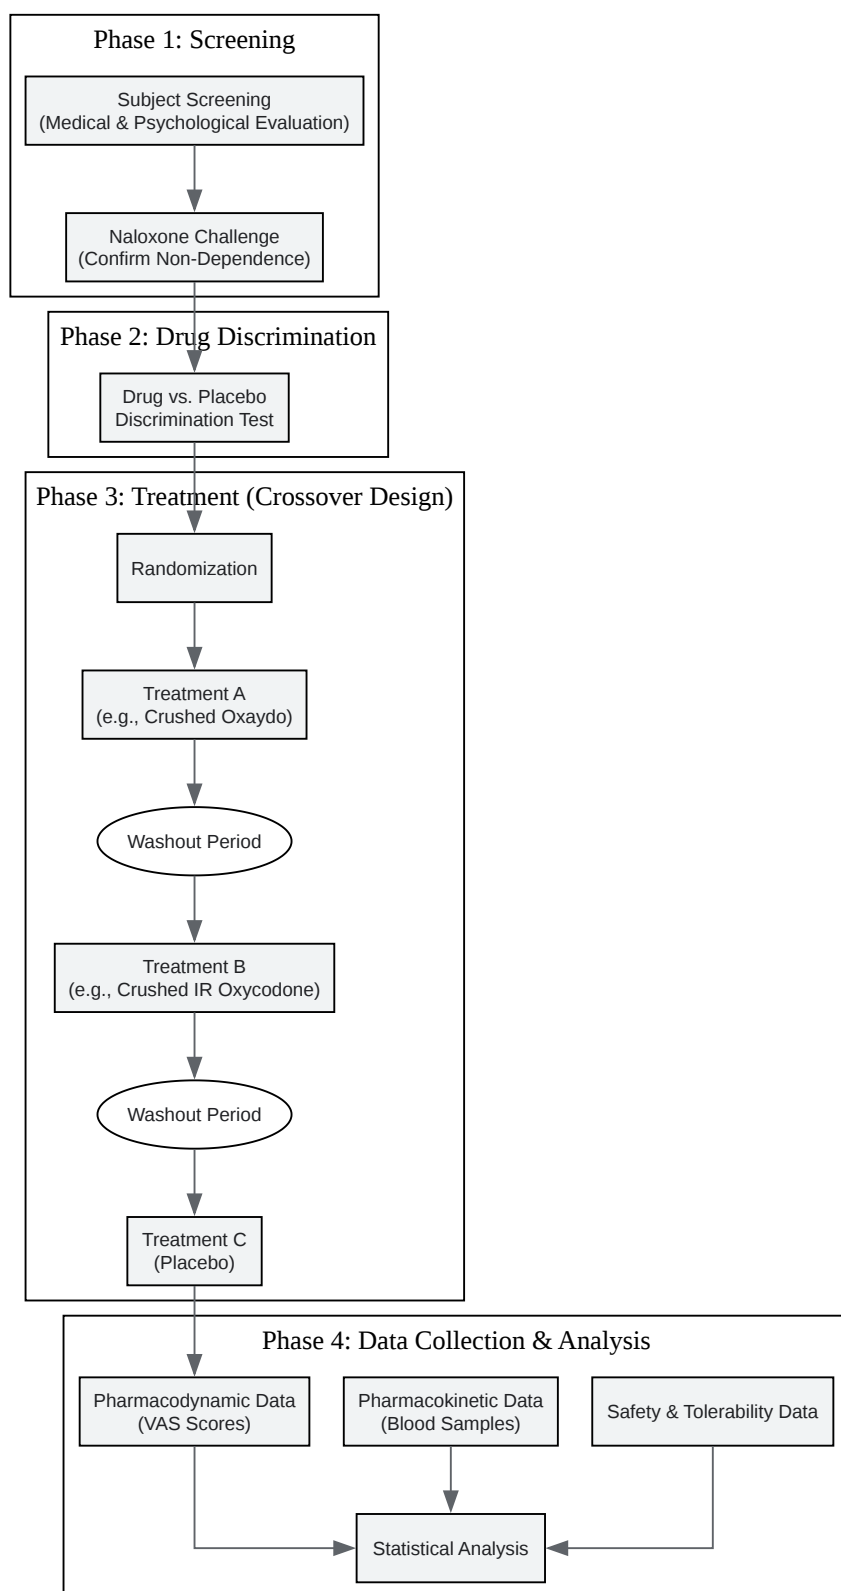 Phase 1: Screening
Subject Screening
(Medical & Psychological Evaluation)
Naloxone Challenge
(Confirm Non-Dependence)
Phase 2: Drug Discrimination
Drug vs. Placebo
Discrimination Test
Phase 3: Treatment (Crossover Design)
Randomization
Treatment A
(e.g., Crushed Oxaydo)
Washout Period
Treatment B
(e.g., Crushed IR Oxycodone)
Washout Period
Treatment C
(Placebo)
Phase 4: Data Collection & Analysis
Pharmacodynamic Data
(VAS Scores)
Pharmacokinetic Data
(Blood Samples)
Safety & Tolerability Data
Statistical Analysis